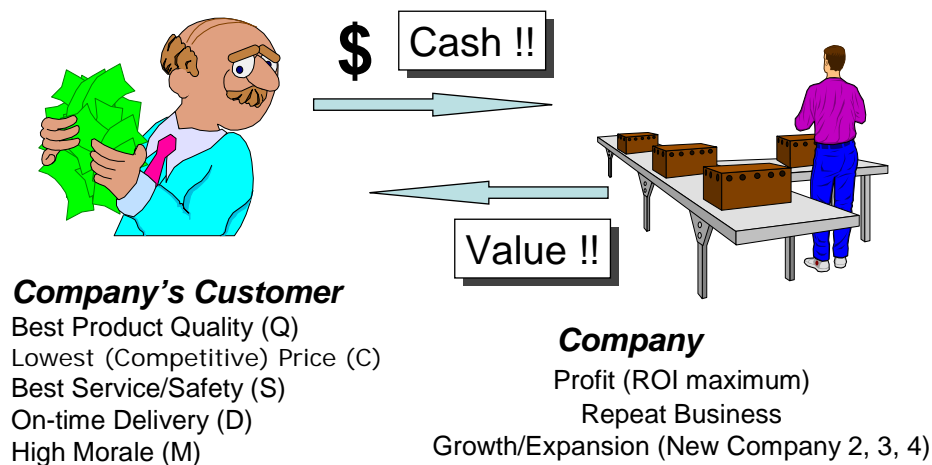 $ Cash !!
Value !!
Company's Customer
Best Product Quality (Q)
Lowest (Competitive) Price (C)
Best Service/Safety (S)
On-time Delivery (D)
High Morale (M)
Company
Profit (ROI maximum)
Repeat Business
Growth/Expansion (New Company 2, 3, 4)